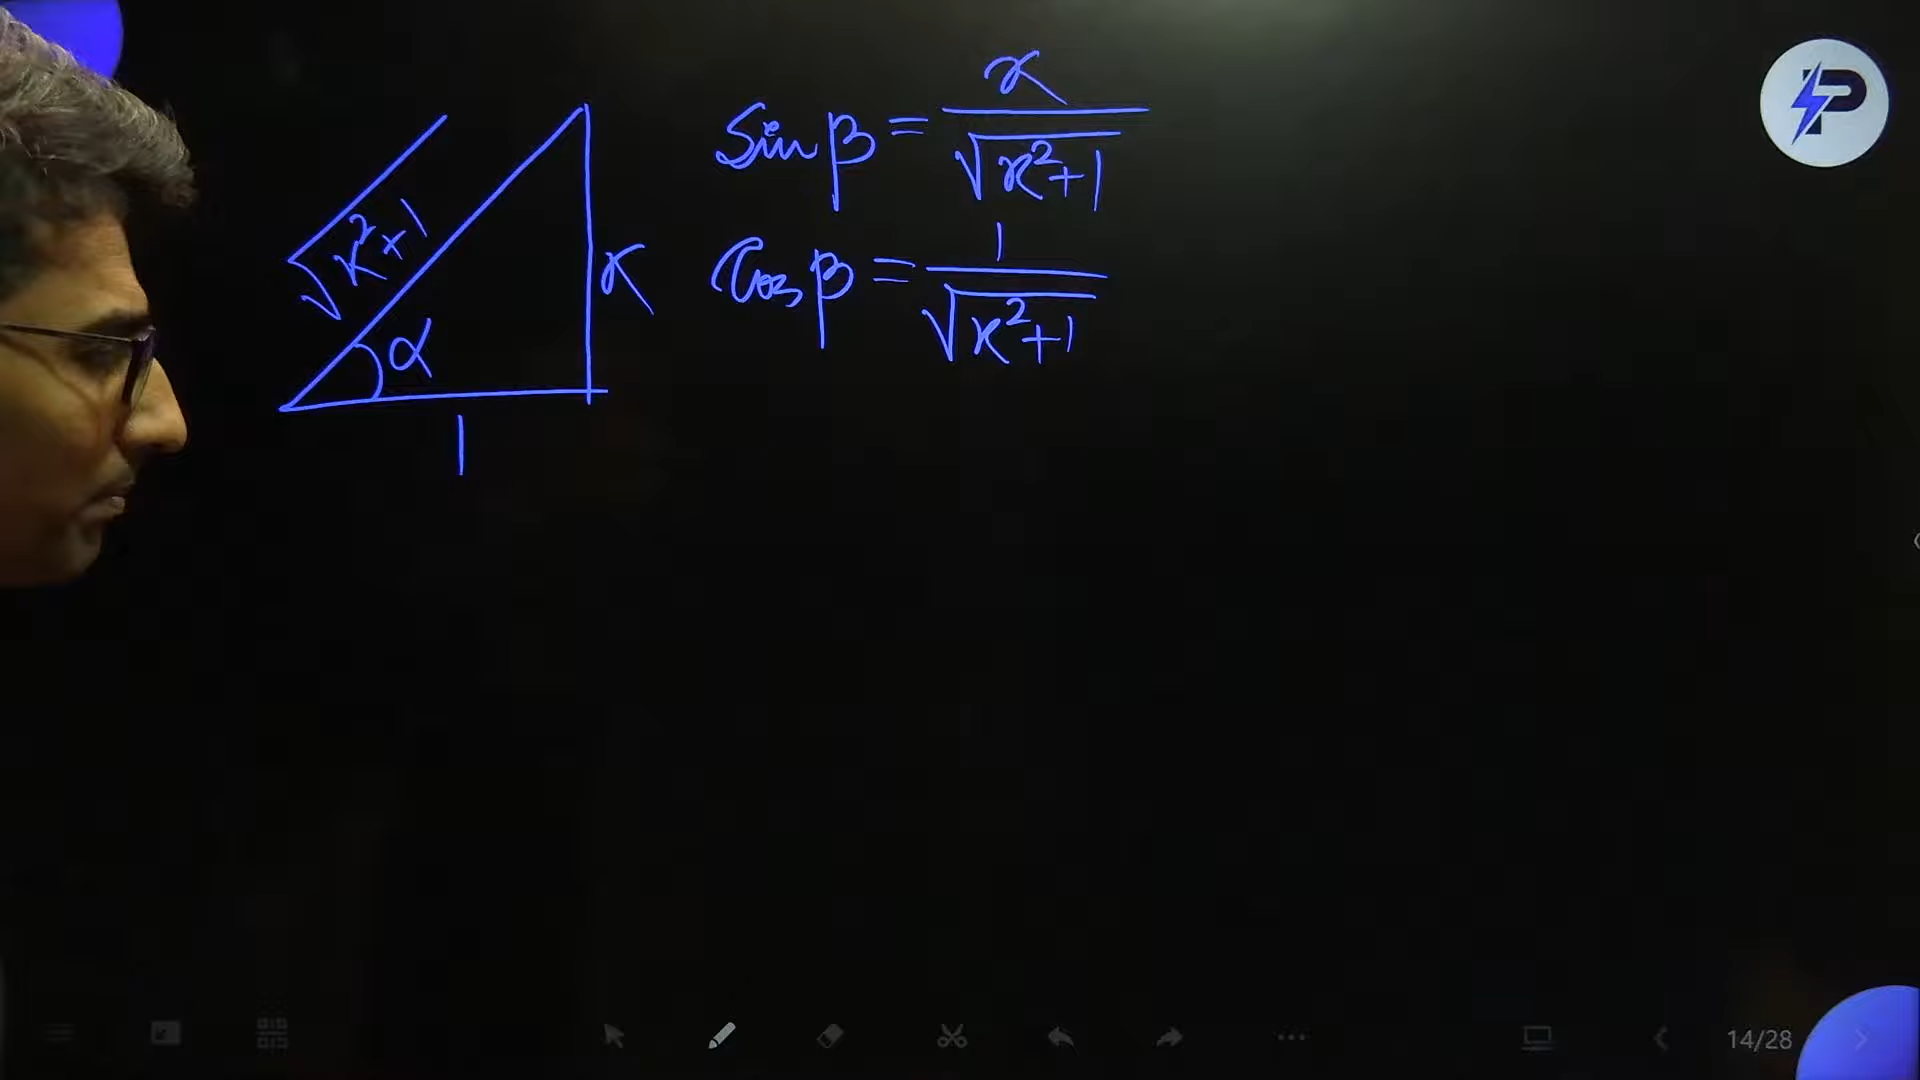 √x²+1
α
x
1
Sin β = x / √x²+1
Cos β = 1 / √x²+1
P
14/28